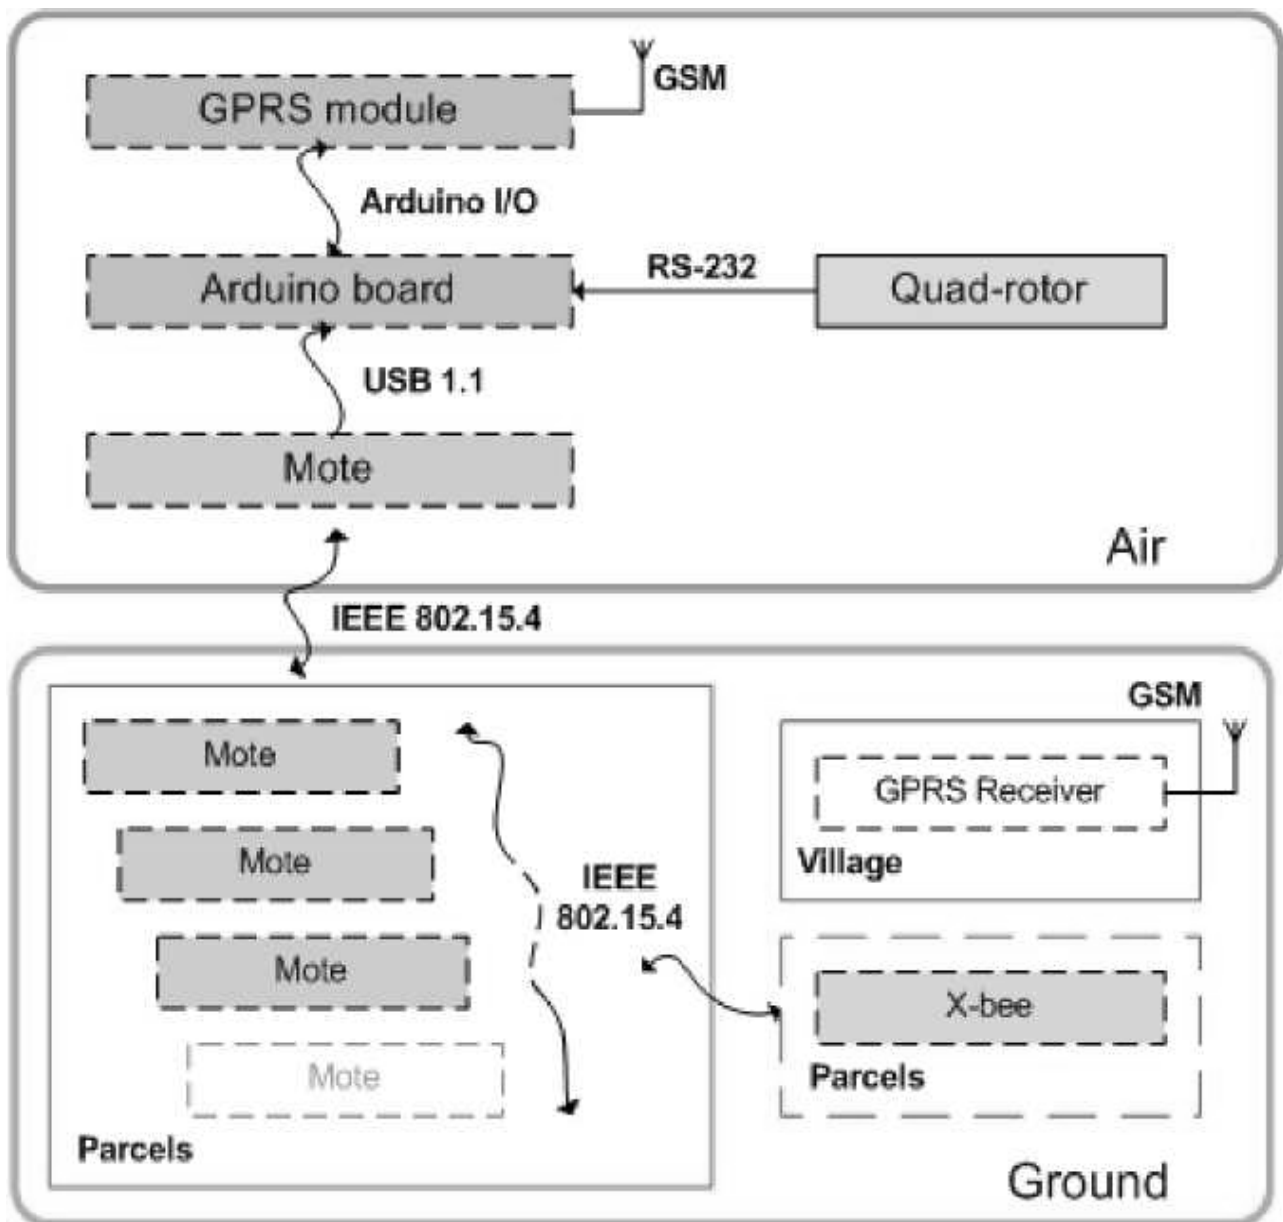 GPRS module
GSM
Arduino I/O
Arduino board
RS-232
Quad-rotor
USB 1.1
Mote
Air
IEEE 802.15.4
Mote
Mote
Mote
Mote
Parcels
IEEE
802.15.4
GSM
GPRS Receiver
Village
X-bee
Parcels
Ground